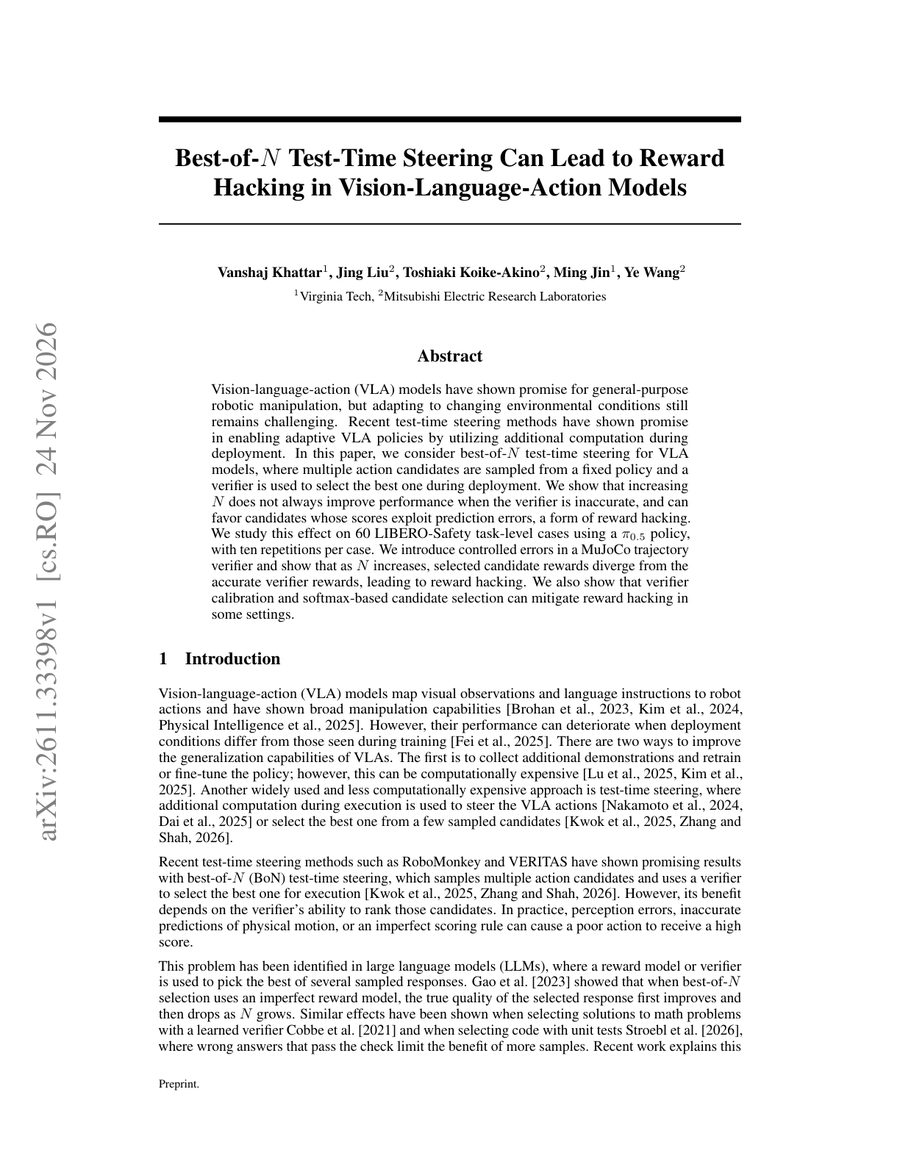 Best-of-N Test-Time Steering Can Lead to Reward
Hacking in Vision-Language-Action Models
Vanshaj Khattar1, Jing Liu2, Toshiaki Koike-Akino2, Ming Jin1, Ye Wang2
1Virginia Tech, 2Mitsubishi Electric Research Laboratories
arXiv:2611.33398v1 [cs.RO] 24 Nov 2026
Abstract
Vision-language-action (VLA) models have shown promise for general-purpose
robotic manipulation, but adapting to changing environmental conditions still
remains challenging. Recent test-time steering methods have shown promise
in enabling adaptive VLA policies by utilizing additional computation during
deployment. In this paper, we consider best-of-N test-time steering for VLA
models, where multiple action candidates are sampled from a fixed policy and a
verifier is used to select the best one during deployment. We show that increasing
N does not always improve performance when the verifier is inaccurate, and can
favor candidates whose scores exploit prediction errors, a form of reward hacking.
We study this effect on 60 LIBERO-Safety task-level cases using a π0.5 policy,
with ten repetitions per case. We introduce controlled errors in a MuJoCo trajectory
verifier and show that as N increases, selected candidate rewards diverge from the
accurate verifier rewards, leading to reward hacking. We also show that verifier
calibration and softmax-based candidate selection can mitigate reward hacking in
some settings.
1 Introduction
Vision-language-action (VLA) models map visual observations and language instructions to robot
actions and have shown broad manipulation capabilities [Brohan et al., 2023, Kim et al., 2024,
Physical Intelligence et al., 2025]. However, their performance can deteriorate when deployment
conditions differ from those seen during training [Fei et al., 2025]. There are two ways to improve
the generalization capabilities of VLAs. The first is to collect additional demonstrations and retrain
or fine-tune the policy; however, this can be computationally expensive [Lu et al., 2025, Kim et al.,
2025]. Another widely used and less computationally expensive approach is test-time steering, where
additional computation during execution is used to steer the VLA actions [Nakamoto et al., 2024,
Dai et al., 2025] or select the best one from a few sampled candidates [Kwok et al., 2025, Zhang and
Shah, 2026].
Recent test-time steering methods such as RoboMonkey and VERITAS have shown promising results
with best-of-N (BoN) test-time steering, which samples multiple action candidates and uses a verifier
to select the best one for execution [Kwok et al., 2025, Zhang and Shah, 2026]. However, its benefit
depends on the verifier's ability to rank those candidates. In practice, perception errors, inaccurate
predictions of physical motion, or an imperfect scoring rule can cause a poor action to receive a high
score.
This problem has been identified in large language models (LLMs), where a reward model or verifier
is used to pick the best of several sampled responses. Gao et al. [2023] showed that when best-of-N
selection uses an imperfect reward model, the true quality of the selected response first improves and
then drops as N grows. Similar effects have been shown when selecting solutions to math problems
with a learned verifier Cobbe et al. [2021] and when selecting code with unit tests Stroebl et al. [2026],
where wrong answers that pass the check limit the benefit of more samples. Recent work explains this
Preprint.